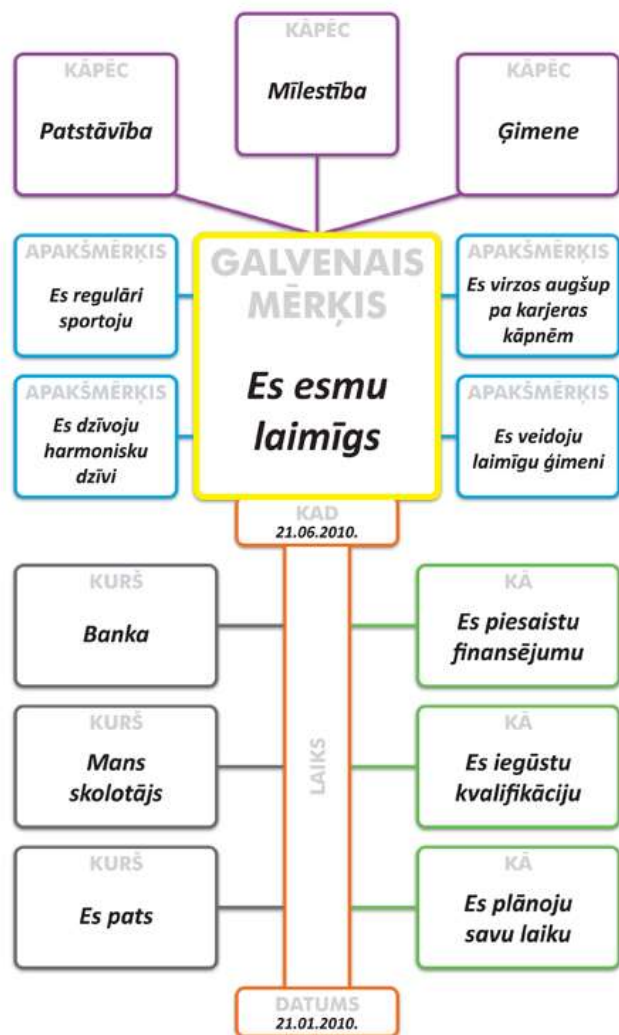 KĀPĒC
Patstāvība
KĀPĒC
Mīlestība
KĀPĒC
Ģimene
APAKŠMĒRĶIS
Es regulāri
sportoju
APAKŠMĒRĶIS
Es dzīvoju
harmonisku
dzīvi
GALVENAIS
MĒRĶIS
Es esmu
laimīgs
APAKŠMĒRĶIS
Es virzos augšup
pa karjeras
kāpnēm
APAKŠMĒRĶIS
Es veidoju
laimīgu ģimeni
KAD
21.06.2010.
KURŠ
Banka
KURŠ
Mans
skolotājs
KURŠ
Es pats
LAIKS
KĀ
Es piesaistu
finansējumu
KĀ
Es iegūstu
kvalifikāciju
KĀ
Es plānoju
savu laiku
DATUMS
21.01.2010.